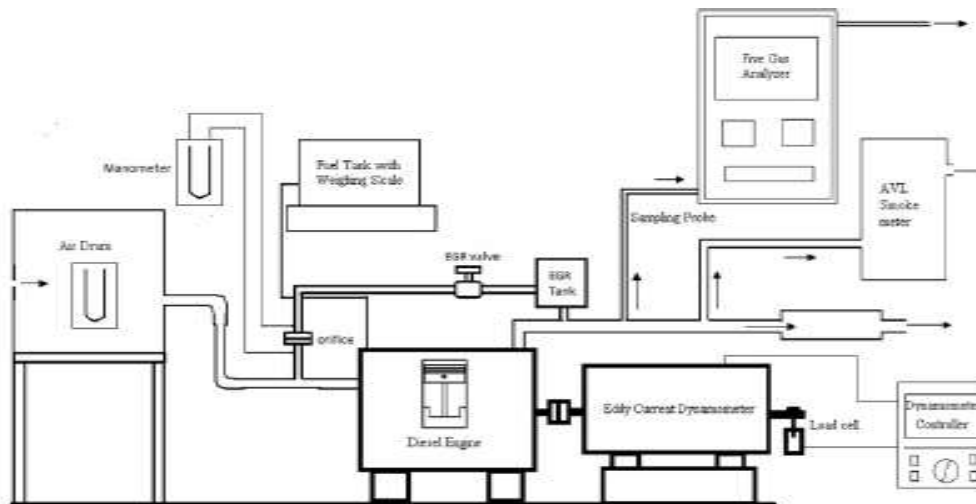 Five Gas
Analyzer
Manometer
Fuel Tank with
Weighing Scale
AVL
Smoke
meter
Sampling Probe
Air Drum
EGR valve
EGR
Tank
orifice
Eddy Current Dynamometer
Load cell
Dynamometer
Controller
Diesel Engine